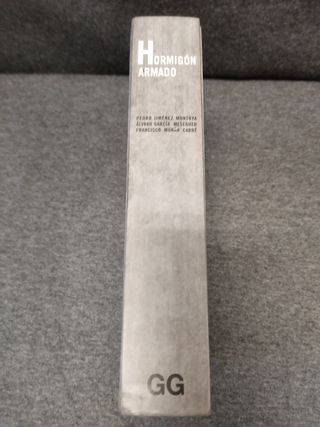 HORMIGÓN
ARMADO
PEDRO JIMÉNEZ MONTOYA
ÁLVARO GARCÍA MESEGUER
FRANCISCO MORÁN CABRÉ
GG